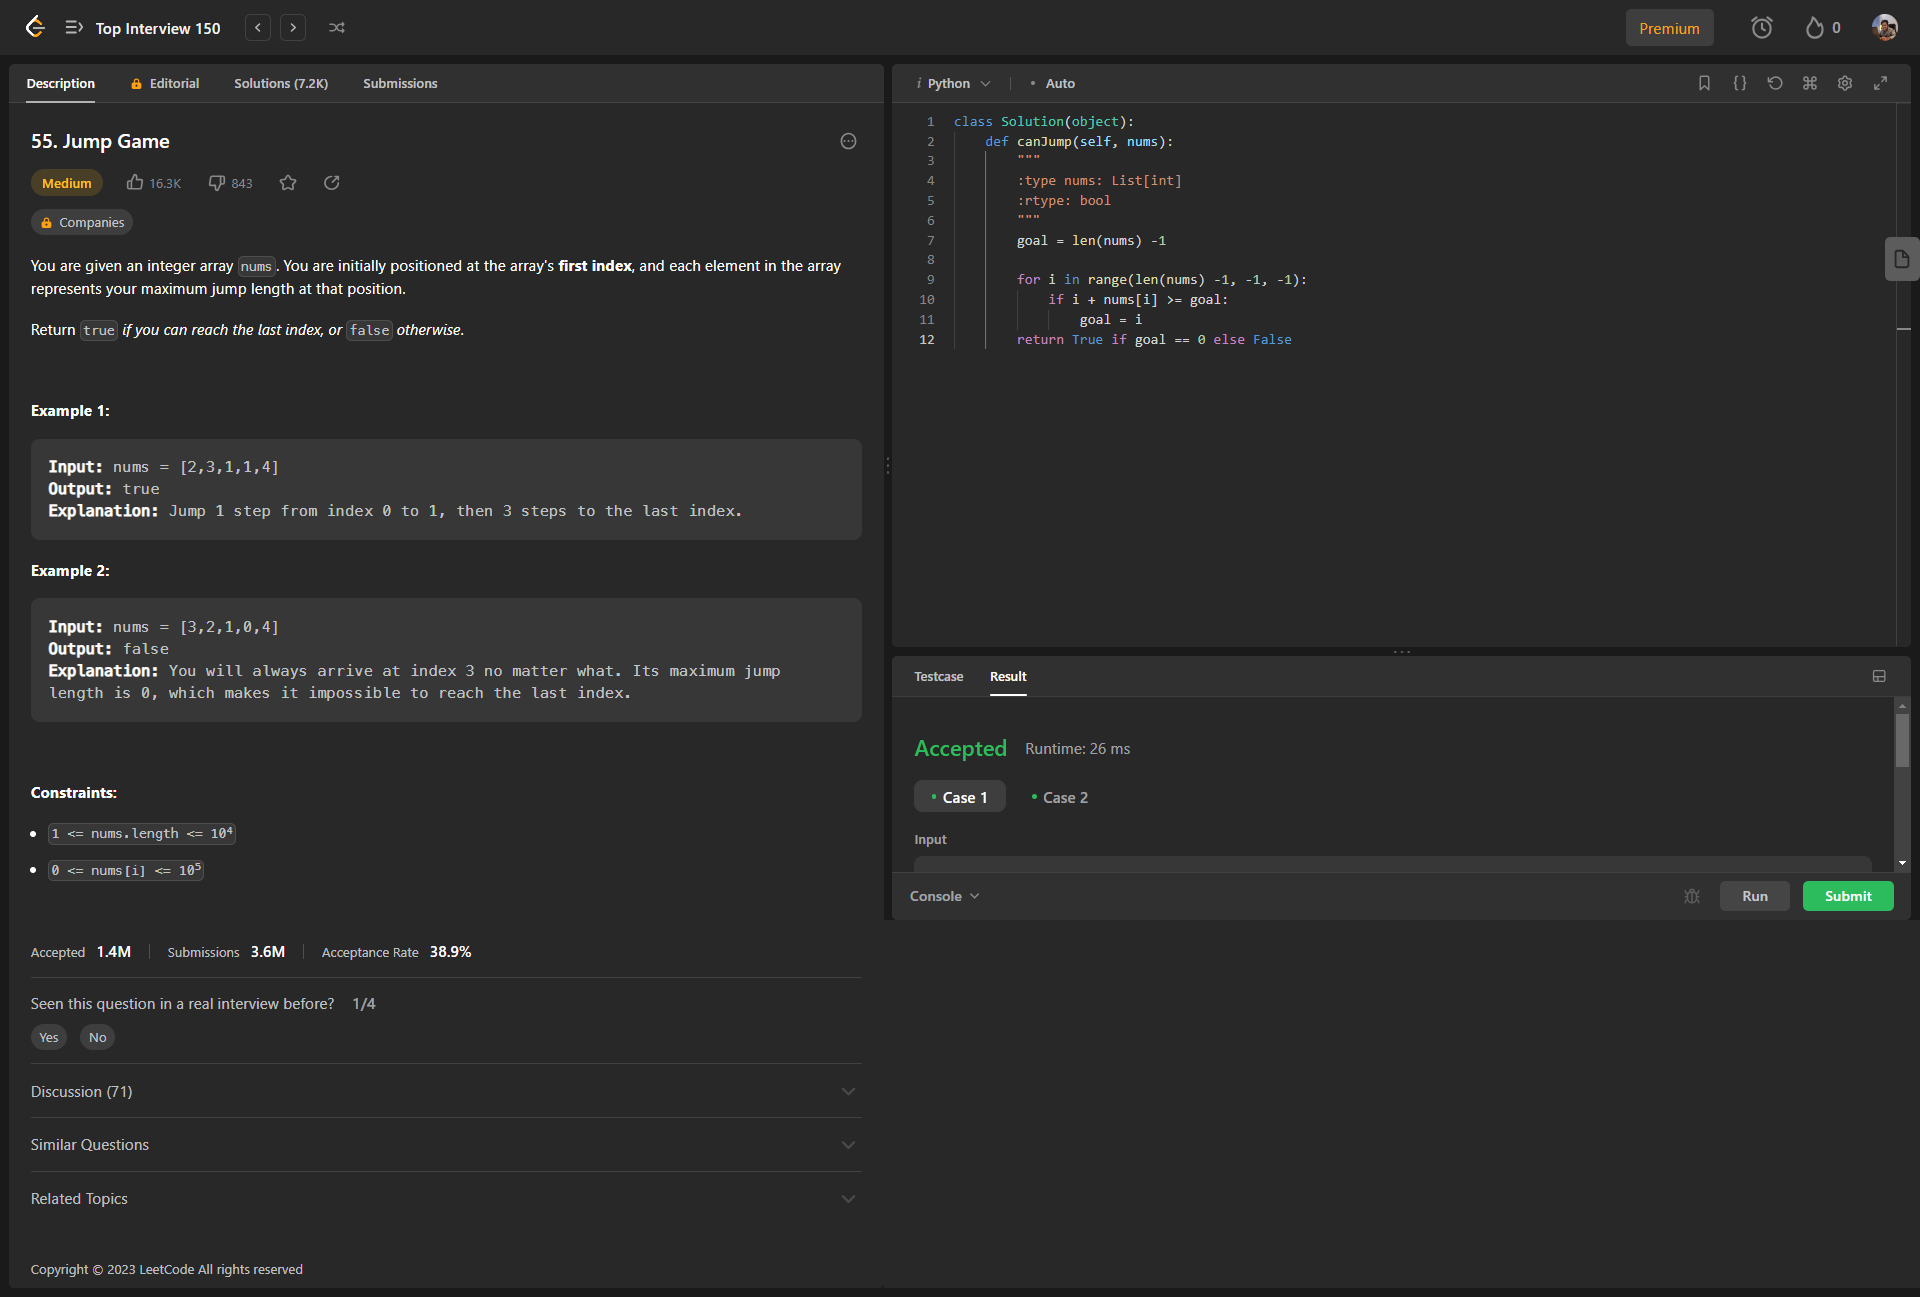 Top Interview 150
Premium
0
Description
Editorial
Solutions (7.2K)
Submissions
55. Jump Game
Medium
16.3K
843
Companies
You are given an integer array nums. You are initially positioned at the array's first index, and each element in the array
represents your maximum jump length at that position.
Return true if you can reach the last index, or false otherwise.
Example 1:
Input: nums = [2,3,1,1,4]
Output: true
Explanation: Jump 1 step from index 0 to 1, then 3 steps to the last index.
Example 2:
Input: nums = [3,2,1,0,4]
Output: false
Explanation: You will always arrive at index 3 no matter what. Its maximum jump
length is 0, which makes it impossible to reach the last index.
Constraints:
1 <= nums.length <= 10⁴
0 <= nums[i] <= 10⁵
Accepted 1.4M
Submissions 3.6M
Acceptance Rate 38.9%
Seen this question in a real interview before? 1/4
Yes
No
Discussion (71)
Similar Questions
Related Topics
Copyright © 2023 LeetCode All rights reserved
i Python
• Auto
{}
1 class Solution(object):
2     def canJump(self, nums):
3         """
4         :type nums: List[int]
5         :rtype: bool
6         """
7         goal = len(nums) -1
8
9         for i in range(len(nums) -1, -1, -1):
10             if i + nums[i] >= goal:
11                 goal = i
12         return True if goal == 0 else False
Testcase
Result
Accepted
Runtime: 26 ms
• Case 1
• Case 2
Input
Console
Run
Submit